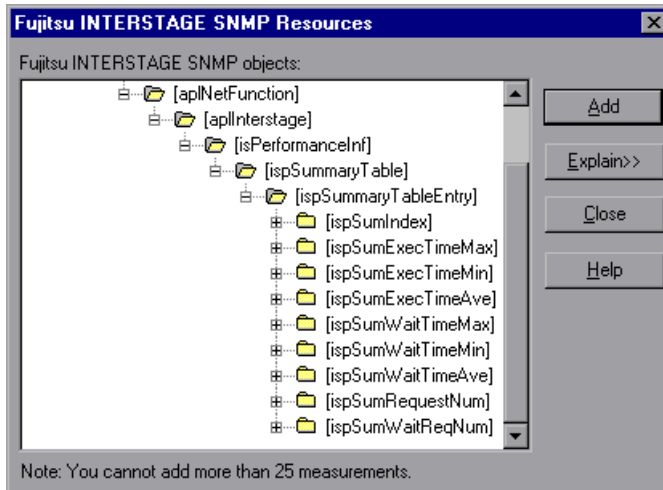 Fujitsu INTERSTAGE SNMP Resources
Fujitsu INTERSTAGE SNMP objects:
[aplNetFunction]
[aplInterstage]
[isPerformanceInf]
[ispSummaryTable]
[ispSummaryTableEntry]
[ispSumIndex]
[ispSumExecTimeMax]
[ispSumExecTimeMin]
[ispSumExecTimeAve]
[ispSumWaitTimeMax]
[ispSumWaitTimeMin]
[ispSumWaitTimeAve]
[ispSumRequestNum]
[ispSumWaitReqNum]
Add
Explain>>
Close
Help
Note: You cannot add more than 25 measurements.